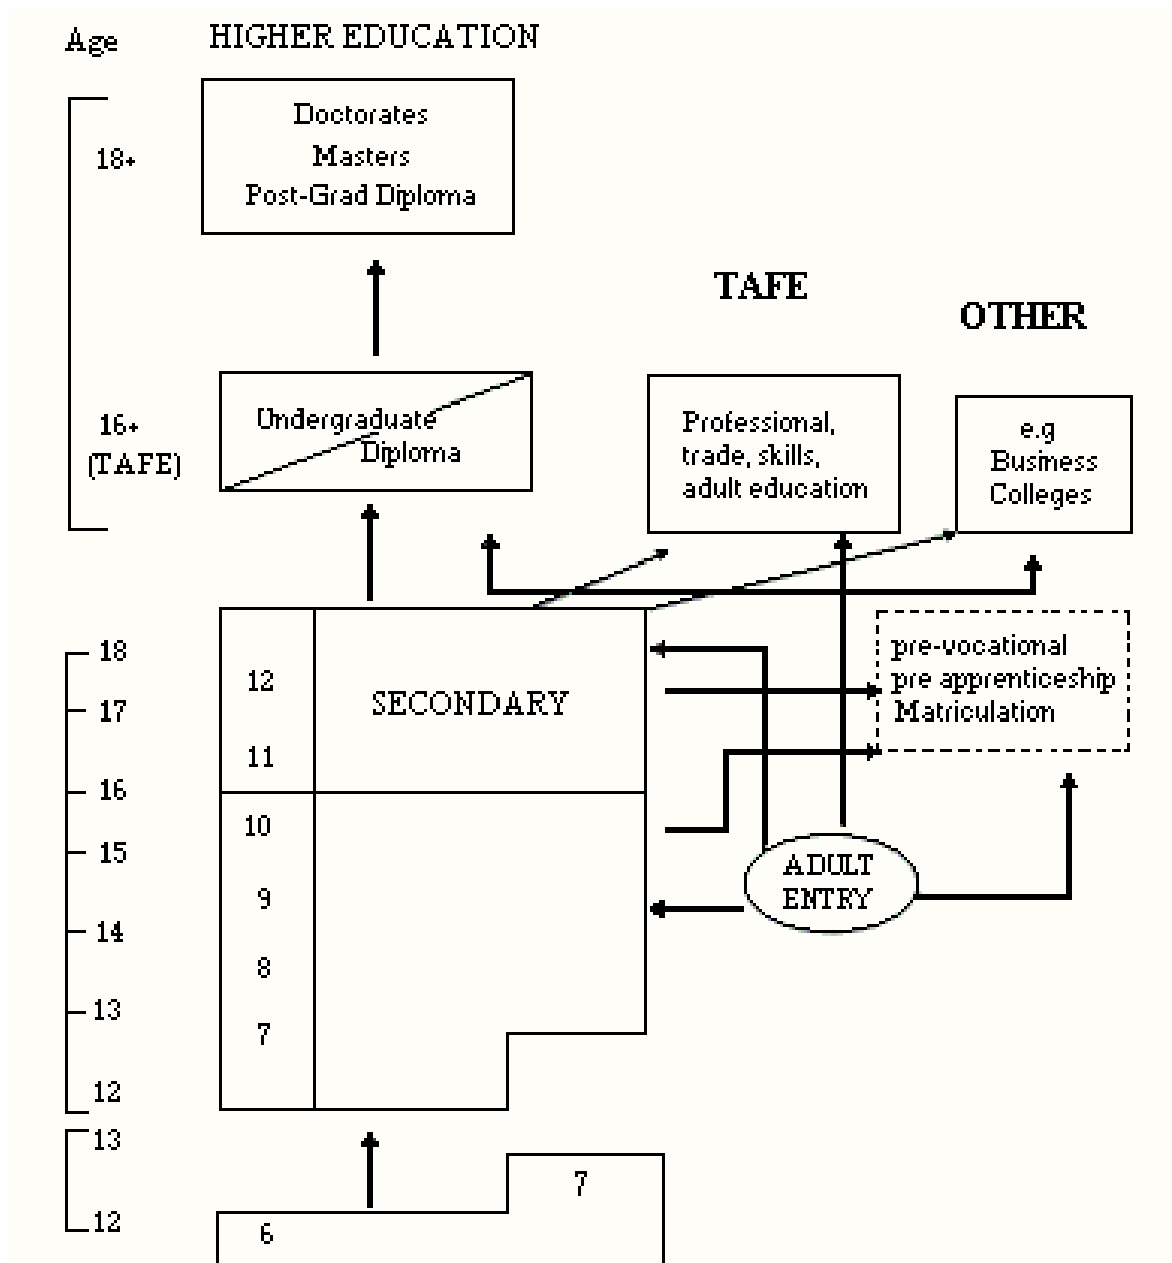 Age
HIGHER EDUCATION
Doctorates
Masters
Post-Grad Diploma
18+
TAFE
OTHER
Undergraduate
Diploma
16+
(TAFE)
Professional,
trade, skills,
adult education
e.g
Business
Colleges
18
17
16
15
14
13
12
12
11
10
9
8
7
SECONDARY
pre-vocational
pre apprenticeship
Matriculation
ADULT
ENTRY
13
12
7
6